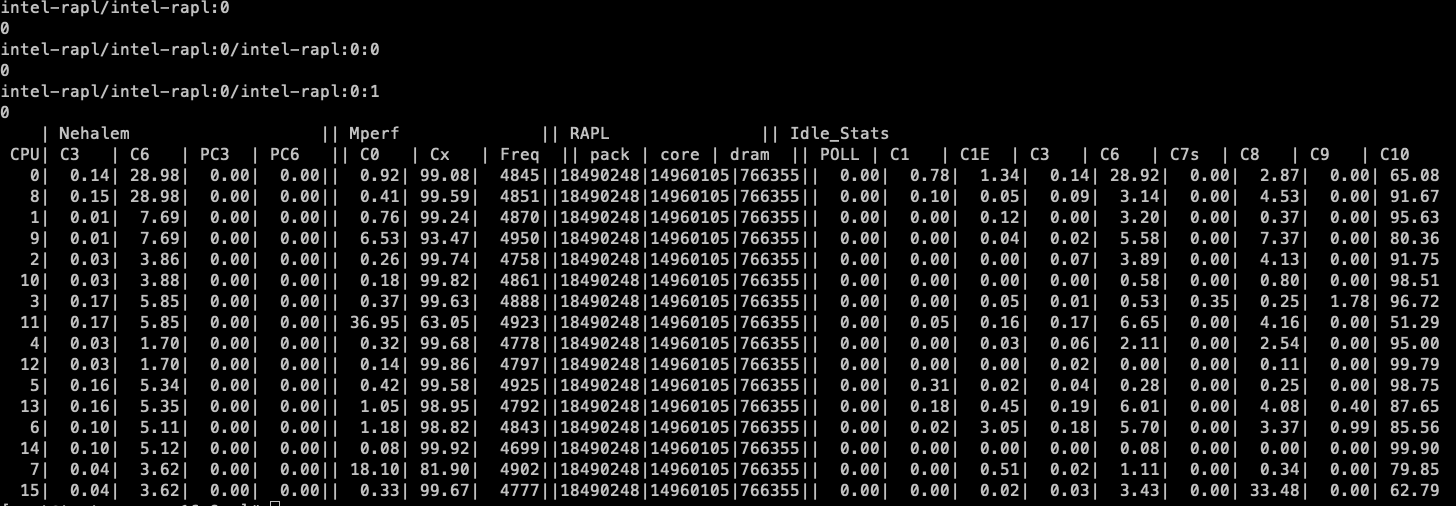 intel-rapl/intel-rapl:0
0
intel-rapl/intel-rapl:0/intel-rapl:0:0
0
intel-rapl/intel-rapl:0/intel-rapl:0:1
0
    | Nehalem                   || Mperf              || RAPL                || Idle_Stats
 CPU| C3   | C6   | PC3  | PC6   || C0   | Cx   | Freq  || pack | core | dram  || POLL | C1   | C1E  | C3   | C6   | C7s  | C8   | C9   | C10
   0|  0.14| 28.98|  0.00|  0.00||  0.92| 99.08|  4845||18490248|14960105|766355||  0.00|  0.78|  1.34|  0.14| 28.92|  0.00|  2.87|  0.00| 65.08
   8|  0.15| 28.98|  0.00|  0.00||  0.41| 99.59|  4851||18490248|14960105|766355||  0.00|  0.10|  0.05|  0.09|  3.14|  0.00|  4.53|  0.00| 91.67
   1|  0.01|  7.69|  0.00|  0.00||  0.76| 99.24|  4870||18490248|14960105|766355||  0.00|  0.00|  0.12|  0.00|  3.20|  0.00|  0.37|  0.00| 95.63
   9|  0.01|  7.69|  0.00|  0.00||  6.53| 93.47|  4950||18490248|14960105|766355||  0.00|  0.00|  0.04|  0.02|  5.58|  0.00|  7.37|  0.00| 80.36
   2|  0.03|  3.86|  0.00|  0.00||  0.26| 99.74|  4758||18490248|14960105|766355||  0.00|  0.00|  0.00|  0.07|  3.89|  0.00|  4.13|  0.00| 91.75
  10|  0.03|  3.88|  0.00|  0.00||  0.18| 99.82|  4861||18490248|14960105|766355||  0.00|  0.00|  0.00|  0.00|  0.58|  0.00|  0.80|  0.00| 98.51
   3|  0.17|  5.85|  0.00|  0.00||  0.37| 99.63|  4888||18490248|14960105|766355||  0.00|  0.00|  0.05|  0.01|  0.53|  0.35|  0.25|  1.78| 96.72
  11|  0.17|  5.85|  0.00|  0.00|| 36.95| 63.05|  4923||18490248|14960105|766355||  0.00|  0.05|  0.16|  0.17|  6.65|  0.00|  4.16|  0.00| 51.29
   4|  0.03|  1.70|  0.00|  0.00||  0.32| 99.68|  4778||18490248|14960105|766355||  0.00|  0.00|  0.03|  0.06|  2.11|  0.00|  2.54|  0.00| 95.00
  12|  0.03|  1.70|  0.00|  0.00||  0.14| 99.86|  4797||18490248|14960105|766355||  0.00|  0.00|  0.00|  0.00|  0.02|  0.00|  0.11|  0.00| 99.79
   5|  0.16|  5.34|  0.00|  0.00||  0.42| 99.58|  4925||18490248|14960105|766355||  0.00|  0.31|  0.02|  0.04|  0.28|  0.00|  0.25|  0.00| 98.75
  13|  0.16|  5.35|  0.00|  0.00||  1.05| 98.95|  4792||18490248|14960105|766355||  0.00|  0.18|  0.45|  0.19|  6.01|  0.00|  4.08|  0.40| 87.65
   6|  0.10|  5.11|  0.00|  0.00||  1.18| 98.82|  4843||18490248|14960105|766355||  0.00|  0.02|  3.05|  0.18|  5.70|  0.00|  3.37|  0.99| 85.56
  14|  0.10|  5.12|  0.00|  0.00||  0.08| 99.92|  4699||18490248|14960105|766355||  0.00|  0.00|  0.00|  0.00|  0.08|  0.00|  0.00|  0.00| 99.90
   7|  0.04|  3.62|  0.00|  0.00|| 18.10| 81.90|  4902||18490248|14960105|766355||  0.00|  0.00|  0.51|  0.02|  1.11|  0.00|  0.34|  0.00| 79.85
  15|  0.04|  3.62|  0.00|  0.00||  0.33| 99.67|  4777||18490248|14960105|766355||  0.00|  0.00|  0.02|  0.03|  3.43|  0.00| 33.48|  0.00| 62.79